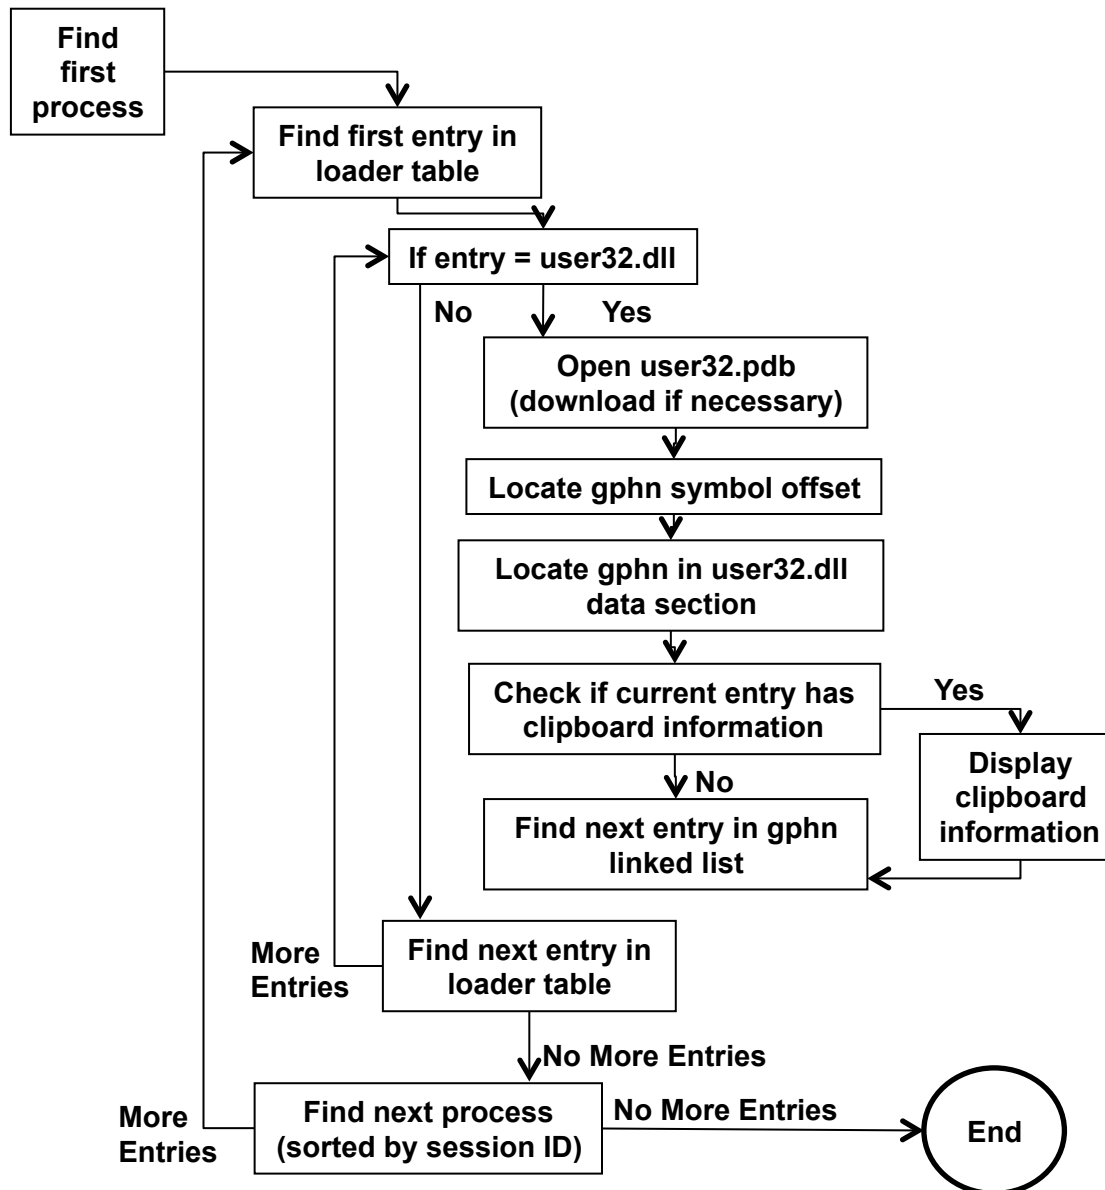 Find
first
process
Find first entry in
loader table
If entry = user32.dll
No
Yes
Open user32.pdb
(download if necessary)
Locate gphn symbol offset
Locate gphn in user32.dll
data section
Check if current entry has
clipboard information
Yes
Display
clipboard
information
No
Find next entry in gphn
linked list
Find next entry in
loader table
More
Entries
No More Entries
Find next process
(sorted by session ID)
More
Entries
No More Entries
End